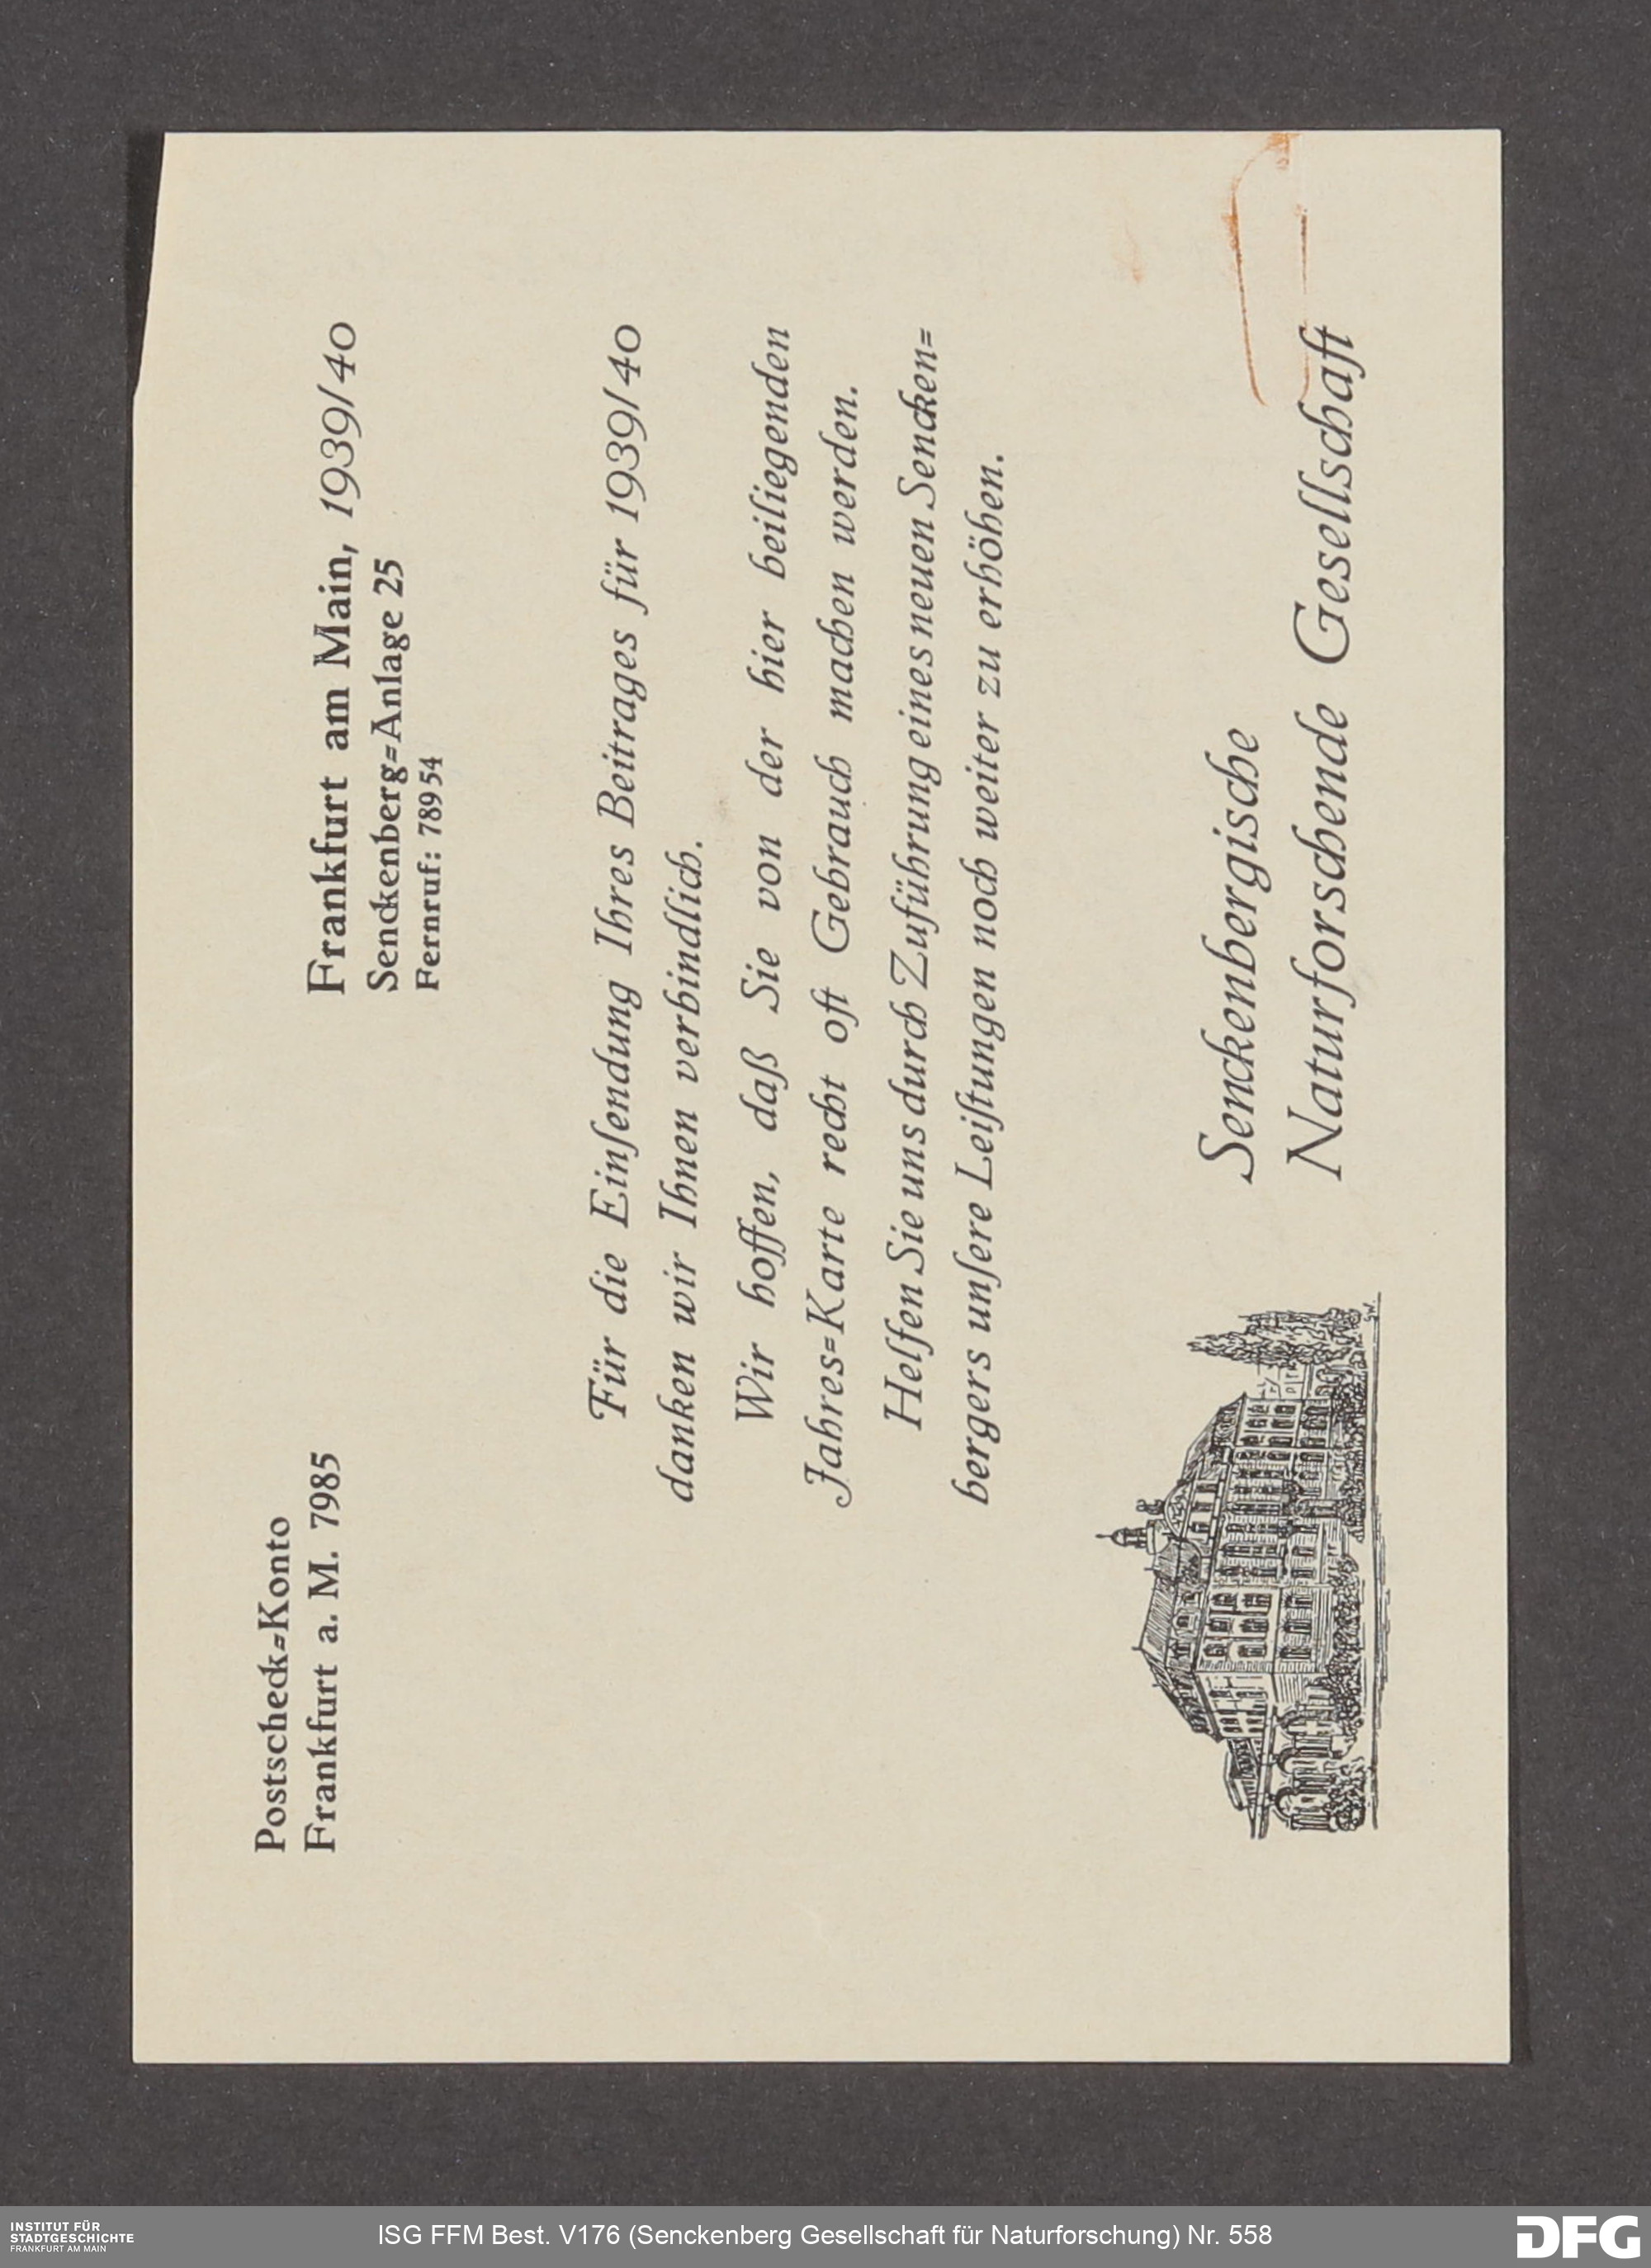 Postscheck=Konto
Frankfurt a. M. 7985
Frankfurt am Main, 1939/40
Senckenberg=Anlage 25
Fernruf: 78954
Für die Einſendung Ihres Beitrages für 1939/40
danken wir Ihnen verbindlich.
Wir hoffen, daß Sie von der hier beiliegenden
Jahres=Karte recht oft Gebrauch machen werden.
Helfen Sie uns durch Zuführung eines neuen Sencken=
bergers unſere Leiſtungen noch weiter zu erhöhen.
Senckenbergische
Naturforschende Gesellschaft
S.W.
INSTITUT FÜR
STADTGESCHICHTE
FRANKFURT AM MAIN
ISG FFM Best. V176 (Senckenberg Gesellschaft für Naturforschung) Nr. 558
DFG